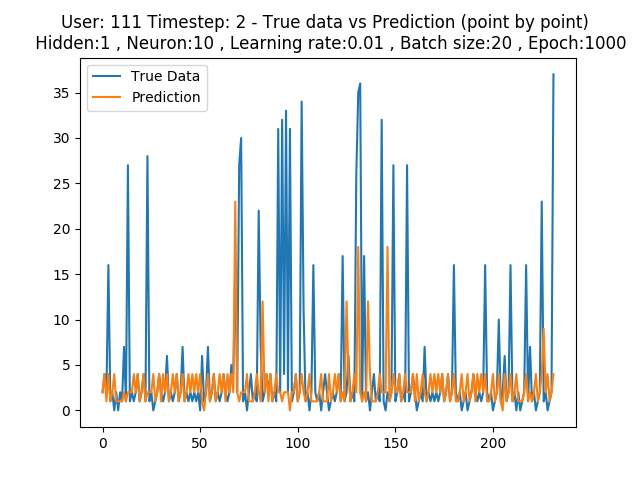 User: 111 Timestep: 2 - True data vs Prediction (point by point)
Hidden:1 , Neuron:10 , Learning rate:0.01 , Batch size:20 , Epoch:1000
True Data
Prediction
35
30
25
20
15
10
5
0
0 50 100 150 200